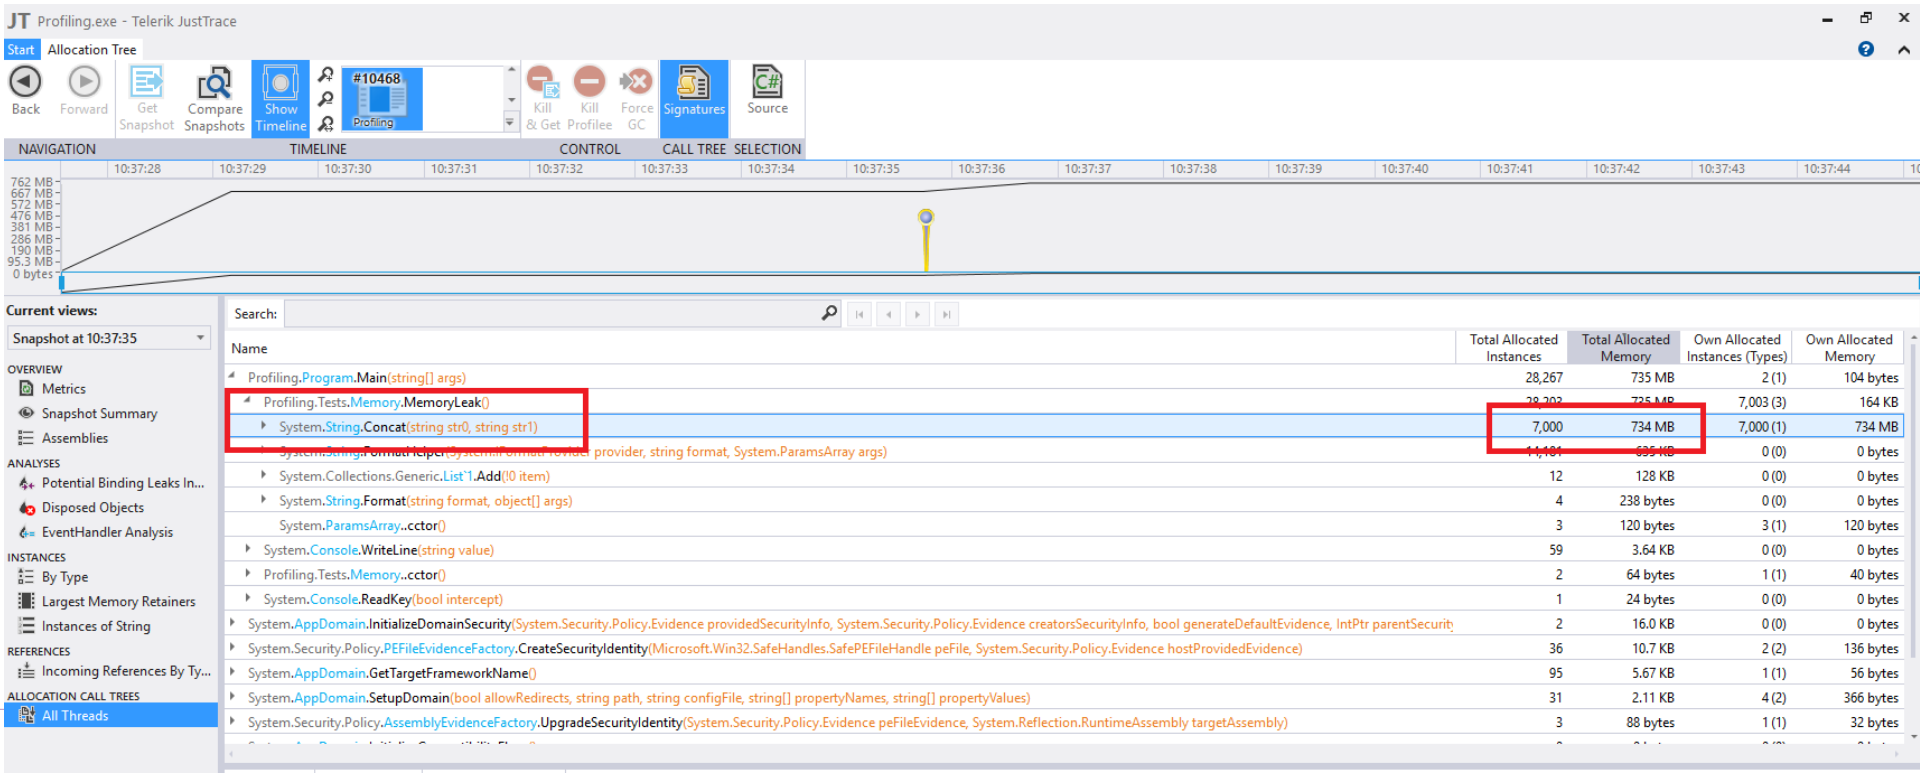 JT Profiling.exe - Telerik JustTrace
Start Allocation Tree
Back Forward Get Snapshot Compare Snapshots Show Timeline #10468 Profiling Kill & Get Kill Profilee Force GC Signatures C# Source
NAVIGATION TIMELINE CONTROL CALL TREE SELECTION
10:37:28 10:37:29 10:37:30 10:37:31 10:37:32 10:37:33 10:37:34 10:37:35 10:37:36 10:37:37 10:37:38 10:37:39 10:37:40 10:37:41 10:37:42 10:37:43 10:37:44 10
762 MB
667 MB
572 MB
476 MB
381 MB
286 MB
190 MB
95.3 MB
0 bytes
Current views:
Snapshot at 10:37:35
OVERVIEW
Metrics
Snapshot Summary
Assemblies
ANALYSES
Potential Binding Leaks In...
Disposed Objects
EventHandler Analysis
INSTANCES
By Type
Largest Memory Retainers
Instances of String
REFERENCES
Incoming References By Ty...
ALLOCATION CALL TREES
All Threads
Search:
Name Total Allocated Instances Total Allocated Memory Own Allocated Instances (Types) Own Allocated Memory
Profiling.Program.Main(string[] args) 28,267 735 MB 2 (1) 104 bytes
Profiling.Tests.Memory.MemoryLeak() 28,203 735 MB 7,003 (3) 164 KB
System.String.Concat(string str0, string str1) 7,000 734 MB 7,000 (1) 734 MB
System.String.FormatHelper(System.IFormatProvider provider, string format, System.ParamsArray args) 14,181 635 KB 0 (0) 0 bytes
System.Collections.Generic.List`1.Add(!0 item) 12 128 KB 0 (0) 0 bytes
System.String.Format(string format, object[] args) 4 238 bytes 0 (0) 0 bytes
System.ParamsArray..cctor() 3 120 bytes 3 (1) 120 bytes
System.Console.WriteLine(string value) 59 3.64 KB 0 (0) 0 bytes
Profiling.Tests.Memory..cctor() 2 64 bytes 1 (1) 40 bytes
System.Console.ReadKey(bool intercept) 1 24 bytes 0 (0) 0 bytes
System.AppDomain.InitializeDomainSecurity(System.Security.Policy.Evidence providedSecurityInfo, System.Security.Policy.Evidence creatorsSecurityInfo, bool generateDefaultEvidence, IntPtr parentSecurity 2 16.0 KB 0 (0) 0 bytes
System.Security.Policy.PEFileEvidenceFactory.CreateSecurityIdentity(Microsoft.Win32.SafeHandles.SafePEFileHandle peFile, System.Security.Policy.Evidence hostProvidedEvidence) 36 10.7 KB 2 (2) 136 bytes
System.AppDomain.GetTargetFrameworkName() 95 5.67 KB 1 (1) 56 bytes
System.AppDomain.SetupDomain(bool allowRedirects, string path, string configFile, string[] propertyNames, string[] propertyValues) 31 2.11 KB 4 (2) 366 bytes
System.Security.Policy.AssemblyEvidenceFactory.UpgradeSecurityIdentity(System.Security.Policy.Evidence peFileEvidence, System.Reflection.RuntimeAssembly targetAssembly) 3 88 bytes 1 (1) 32 bytes